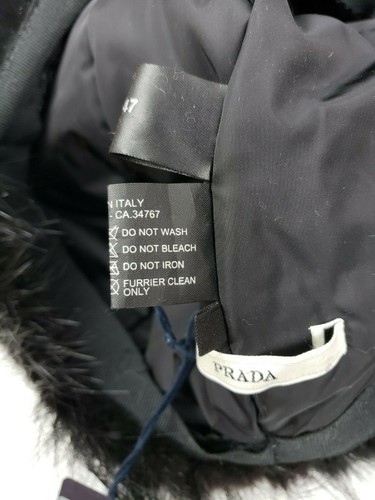 47
N ITALY
- CA.34767
DO NOT WASH
DO NOT BLEACH
DO NOT IRON
FURRIER CLEAN
ONLY
PRADA